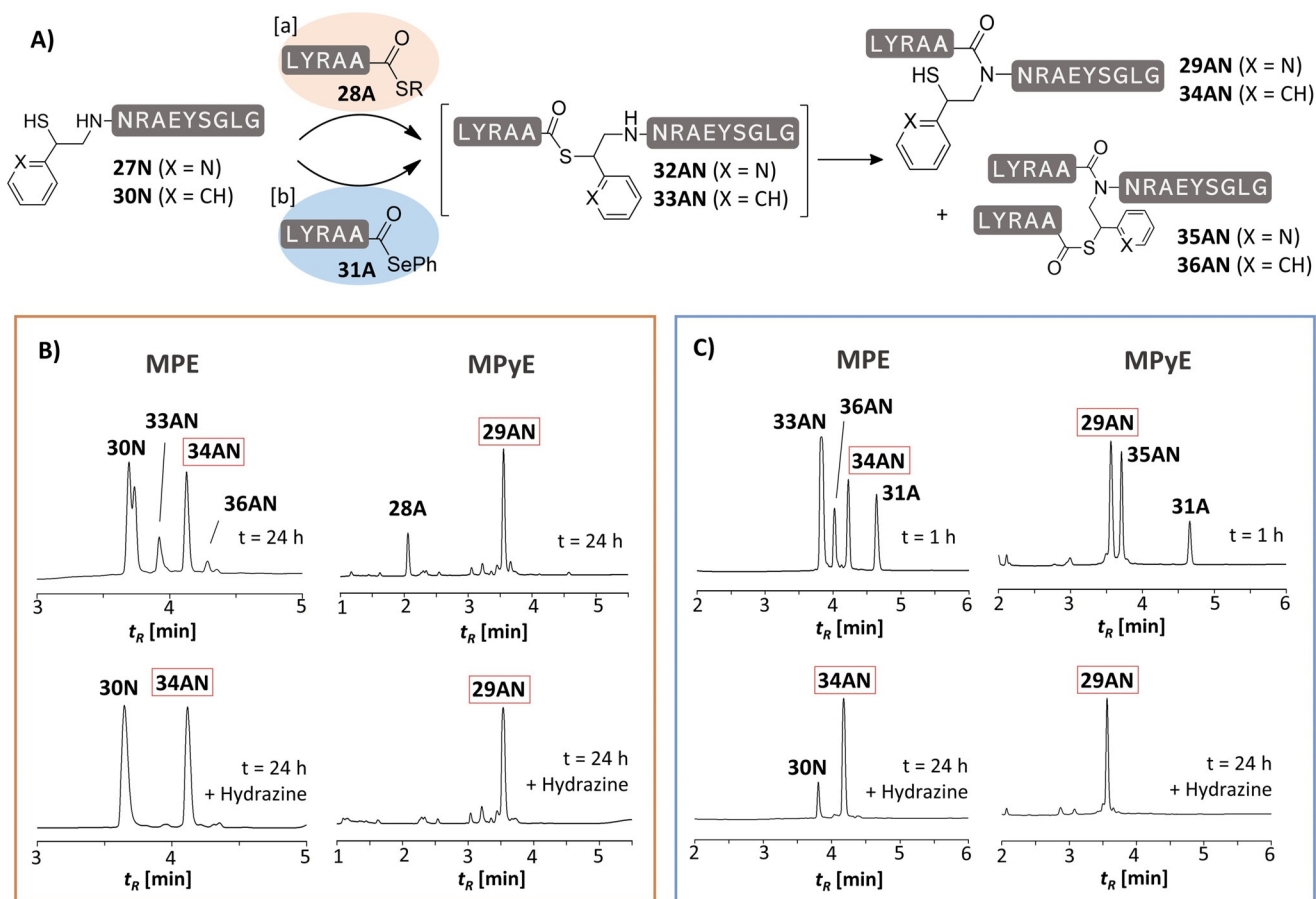 A)
[a]
LYRAA
O
SR
28A
HS
HN
NRAEYSGLG
X
27N (X = N)
30N (X = CH)
[b]
LYRAA
O
SePh
31A
LYRAA
O
S
H
N
NRAEYSGLG
X
32AN (X = N)
33AN (X = CH)
LYRAA
O
HS
N
NRAEYSGLG
X
29AN (X = N)
34AN (X = CH)
+
LYRAA
O
N
NRAEYSGLG
LYRAA
O
S
X
35AN (X = N)
36AN (X = CH)
B)
MPE
30N
33AN
34AN
36AN
t = 24 h
3 4 5
tR [min]
MPyE
28A
29AN
t = 24 h
1 2 3 4 5
tR [min]
30N
34AN
t = 24 h
+ Hydrazine
3 4 5
tR [min]
29AN
t = 24 h
+ Hydrazine
1 2 3 4 5
tR [min]
C)
MPE
33AN
36AN
34AN
31A
t = 1 h
2 3 4 5 6
tR [min]
MPyE
29AN
35AN
31A
t = 1 h
2 3 4 5 6
tR [min]
30N
34AN
t = 24 h
+ Hydrazine
2 3 4 5 6
tR [min]
29AN
t = 24 h
+ Hydrazine
2 3 4 5 6
tR [min]